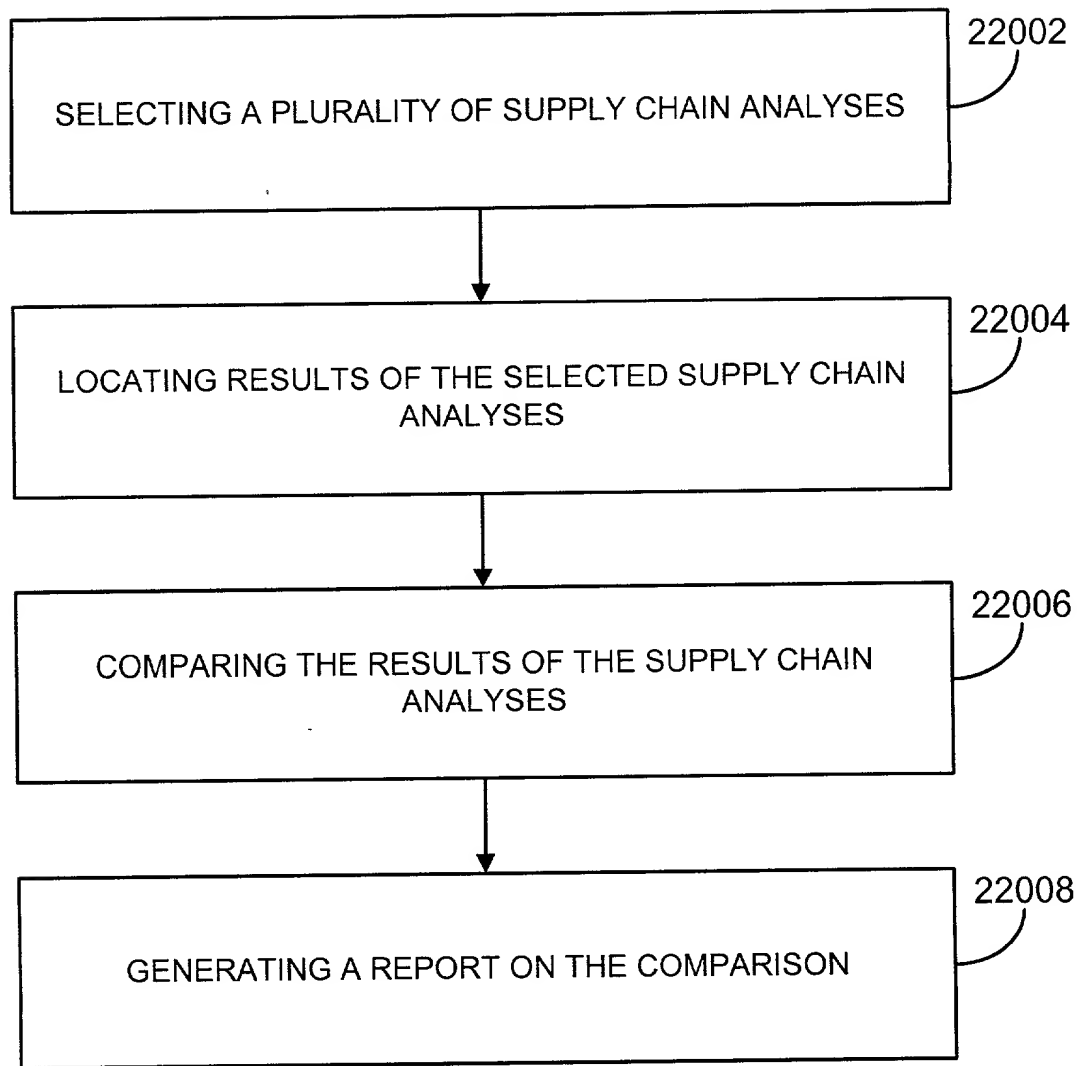 22002
SELECTING A PLURALITY OF SUPPLY CHAIN ANALYSES
22004
LOCATING RESULTS OF THE SELECTED SUPPLY CHAIN
ANALYSES
22006
COMPARING THE RESULTS OF THE SUPPLY CHAIN
ANALYSES
22008
GENERATING A REPORT ON THE COMPARISON